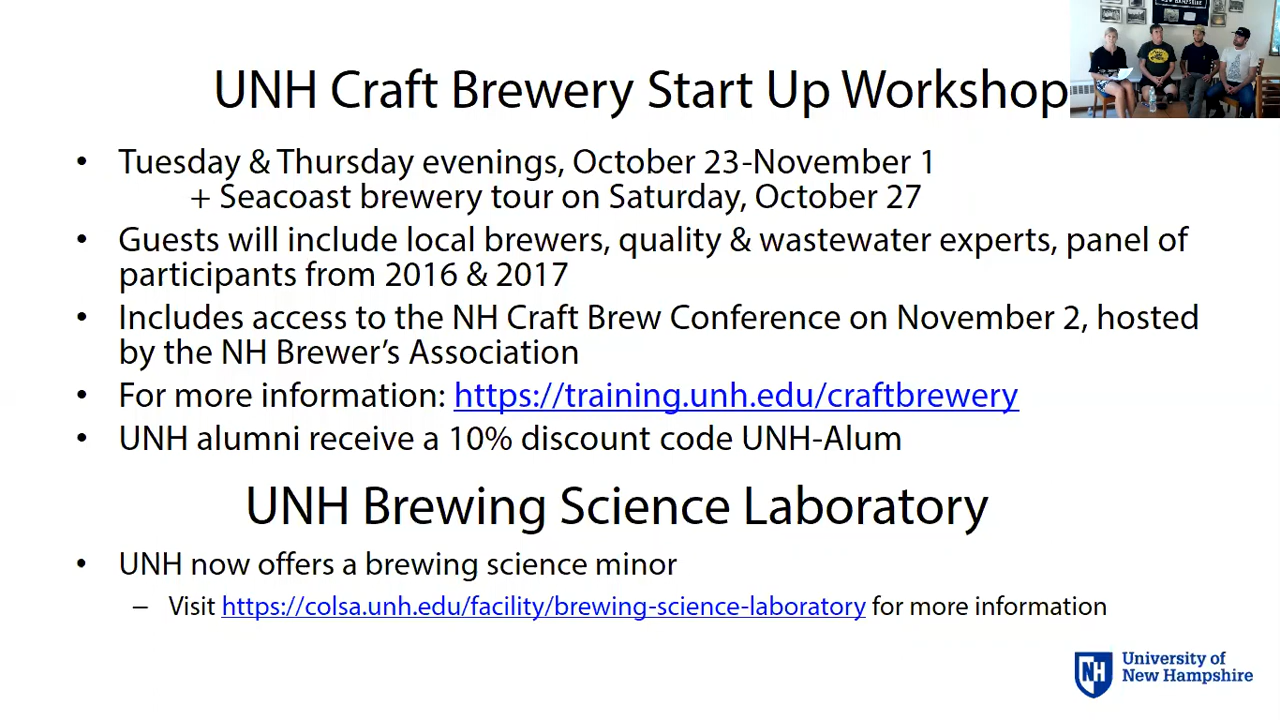 UNH Craft Brewery Start Up Workshop
• Tuesday & Thursday evenings, October 23-November 1
+ Seacoast brewery tour on Saturday, October 27
• Guests will include local brewers, quality & wastewater experts, panel of
participants from 2016 & 2017
• Includes access to the NH Craft Brew Conference on November 2, hosted
by the NH Brewer’s Association
• For more information: https://training.unh.edu/craftbrewery
• UNH alumni receive a 10% discount code UNH-Alum
UNH Brewing Science Laboratory
• UNH now offers a brewing science minor
– Visit https://colsa.unh.edu/facility/brewing-science-laboratory for more information
NH
University of
New Hampshire